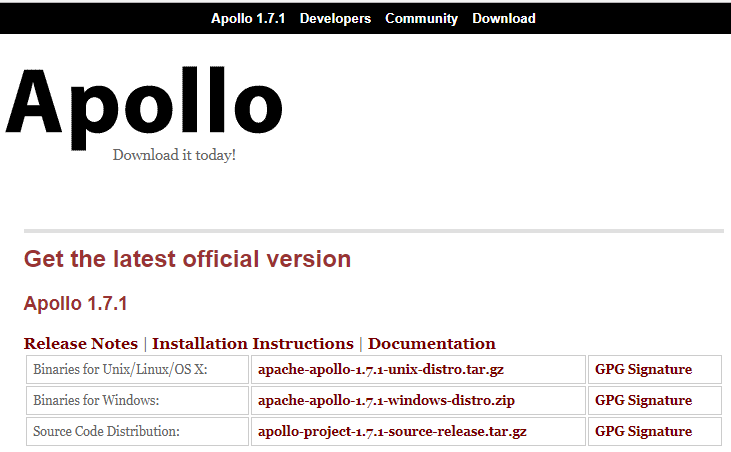 Apollo 1.7.1 Developers Community Download
Apollo
Download it today!
Get the latest official version
Apollo 1.7.1
Release Notes | Installation Instructions | Documentation
Binaries for Unix/Linux/OS X: apache-apollo-1.7.1-unix-distro.tar.gz GPG Signature
Binaries for Windows: apache-apollo-1.7.1-windows-distro.zip GPG Signature
Source Code Distribution: apollo-project-1.7.1-source-release.tar.gz GPG Signature